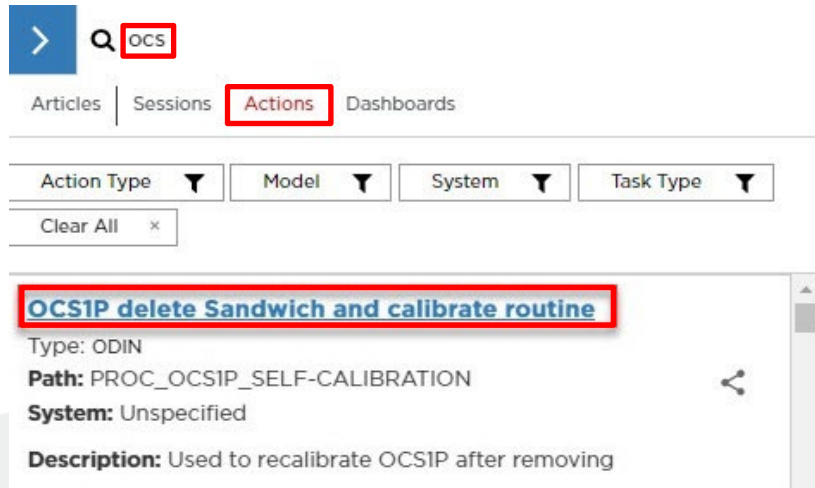 ocs
Articles Sessions Actions Dashboards
Action Type Model System Task Type
Clear All ×
OCS1P delete Sandwich and calibrate routine
Type: ODIN
Path: PROC_OCS1P_SELF-CALIBRATION
System: Unspecified
Description: Used to recalibrate OCS1P after removing